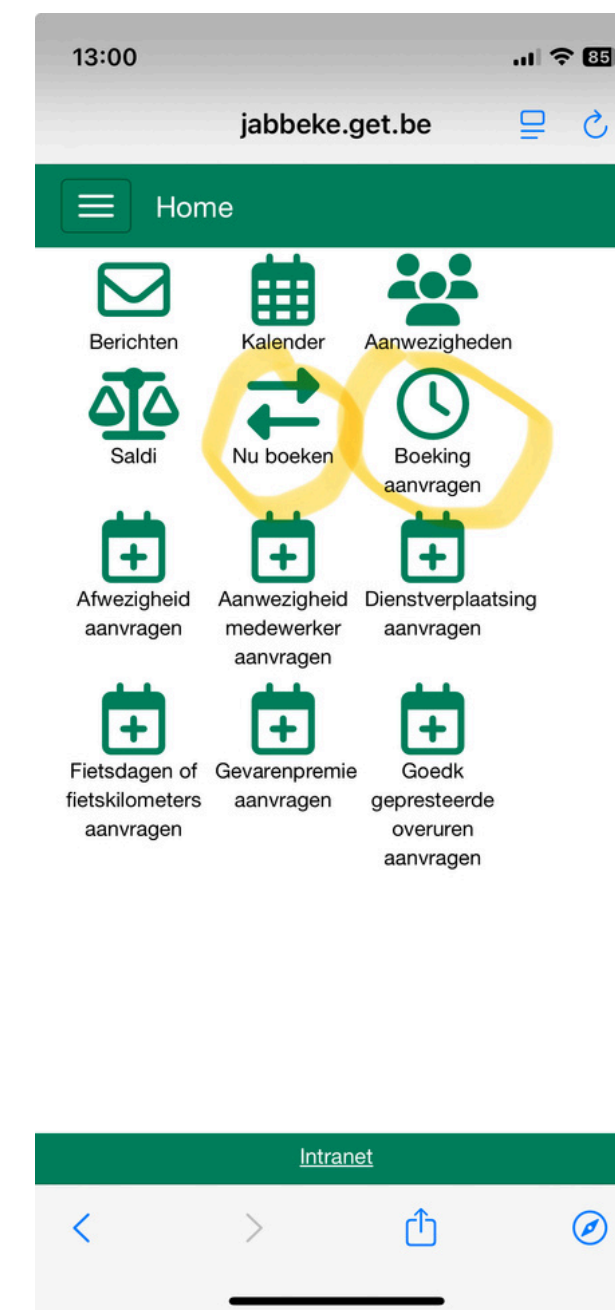 13:00
85
jabbeke.get.be
Home
Berichten
Kalender
Aanwezigheden
Saldi
Nu boeken
Boeking
aanvragen
Afwezigheid
aanvragen
Aanwezigheid
medewerker
aanvragen
Dienstverplaatsing
aanvragen
Fietsdagen of
fietskilometers
aanvragen
Gevarenpremie
aanvragen
Goedk
gepresteerde
overuren
aanvragen
Intranet